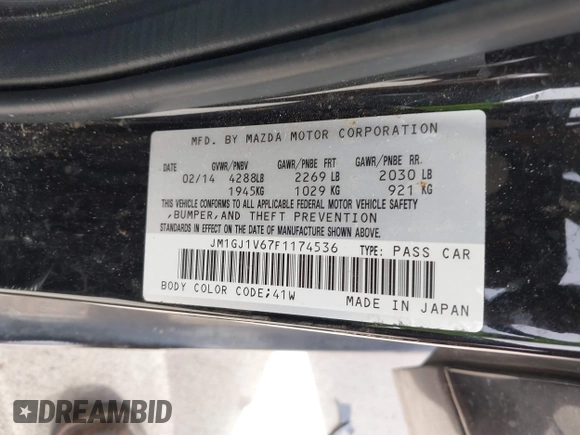 MFD. BY MAZDA MOTOR CORPORATION
DATE GVWR/PNBV GAWR/PNBE FRT GAWR/PNBE RR.
02/14 4288LB 2269 LB 2030 LB
1945KG 1029 KG 921 KG
THIS VEHICLE CONFORMS TO ALL APPLICABLE FEDERAL MOTOR VEHICLE SAFETY
,BUMPER,AND THEFT PREVENTION
STANDARDS IN EFFECT ON THE DATE OF MANUFACTURE SHOWN ABOVE.
JM1GJ1V67F1174536 TYPE: PASS CAR
BODY COLOR CODE;41W MADE IN JAPAN
DREAMBID